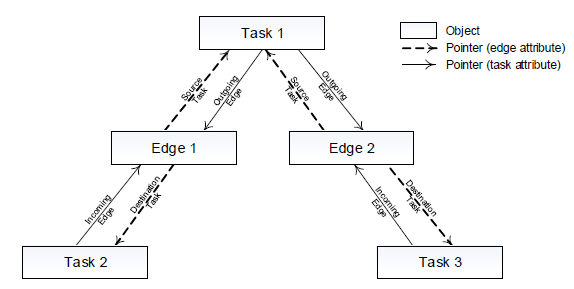 Task 1
Object
Pointer (edge attribute)
Pointer (task attribute)
Source
Task
Outgoing
Edge
Source
Task
Outgoing
Edge
Edge 1
Edge 2
Incoming
Edge
Destination
Task
Incoming
Edge
Destination
Task
Task 2
Task 3